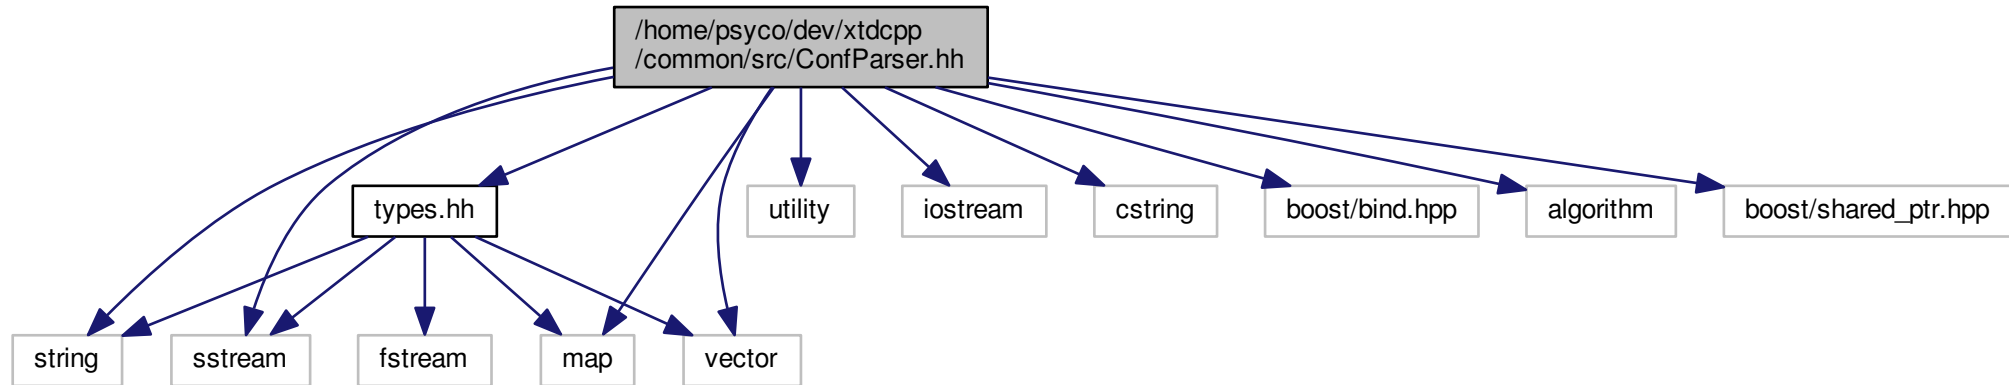 /home/psyco/dev/xtdcpp
/common/src/ConfParser.hh
types.hh
utility
iostream
cstring
boost/bind.hpp
algorithm
boost/shared_ptr.hpp
string
sstream
fstream
map
vector